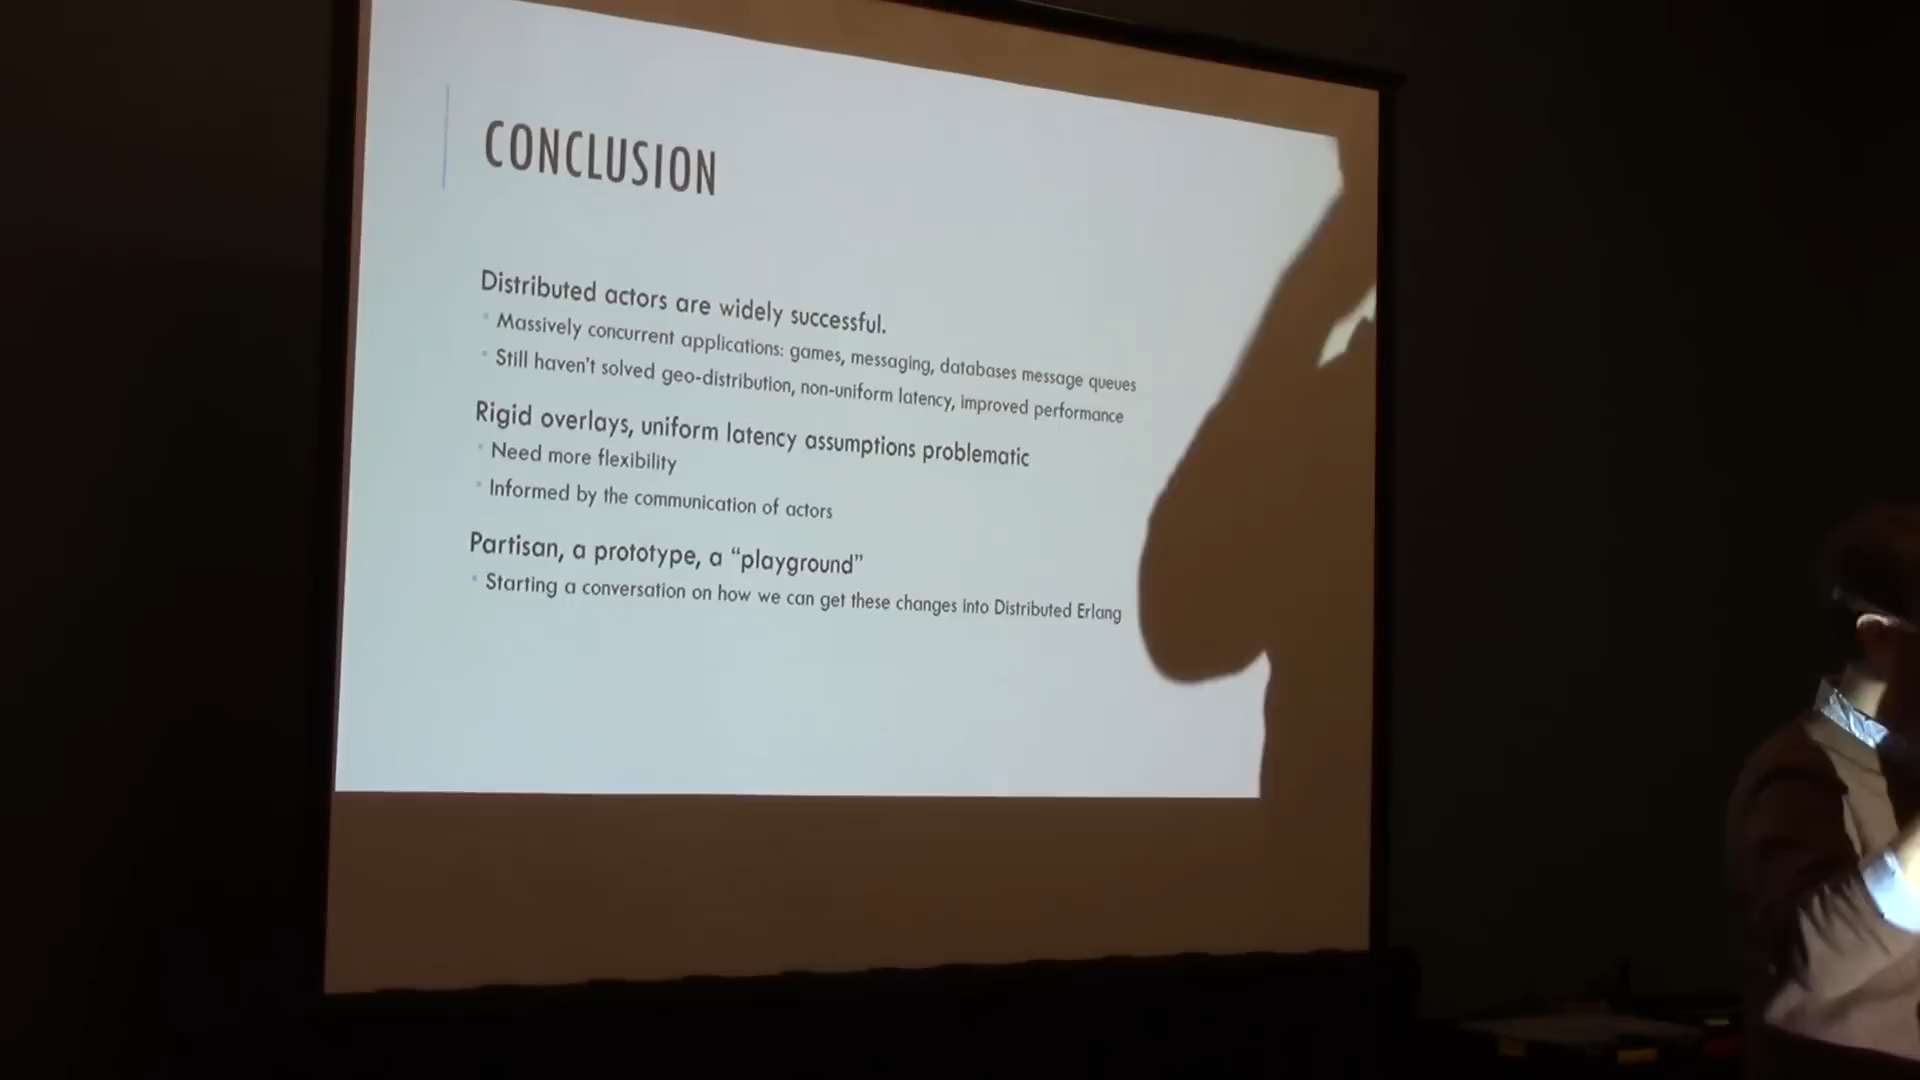 CONCLUSION
Distributed actors are widely successful.
Massively concurrent applications: games, messaging, databases message queues
Still haven't solved geo-distribution, non-uniform latency, improved performance
Rigid overlays, uniform latency assumptions problematic
Need more flexibility
Informed by the communication of actors
Partisan, a prototype, a “playground”
Starting a conversation on how we can get these changes into Distributed Erlang